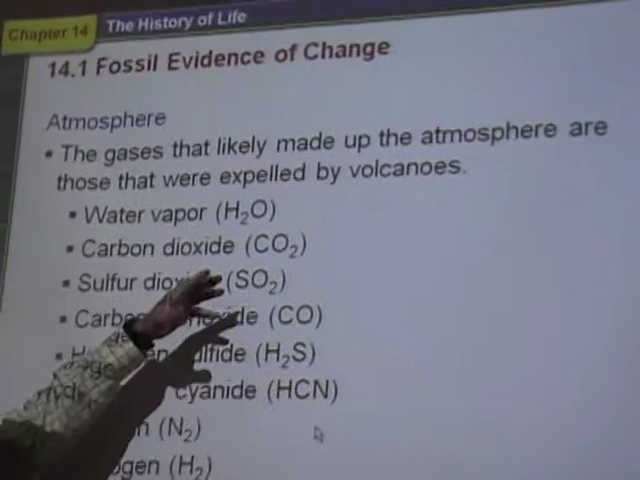 Chapter 14 The History of Life
14.1 Fossil Evidence of Change
Atmosphere
▪ The gases that likely made up the atmosphere are
those that were expelled by volcanoes.
▪ Water vapor (H₂O)
▪ Carbon dioxide (CO₂)
▪ Sulfur (SO₂)
▪ (CO)
▪ (H₂S)
cyanide (HCN)
(N₂)
(H₂)